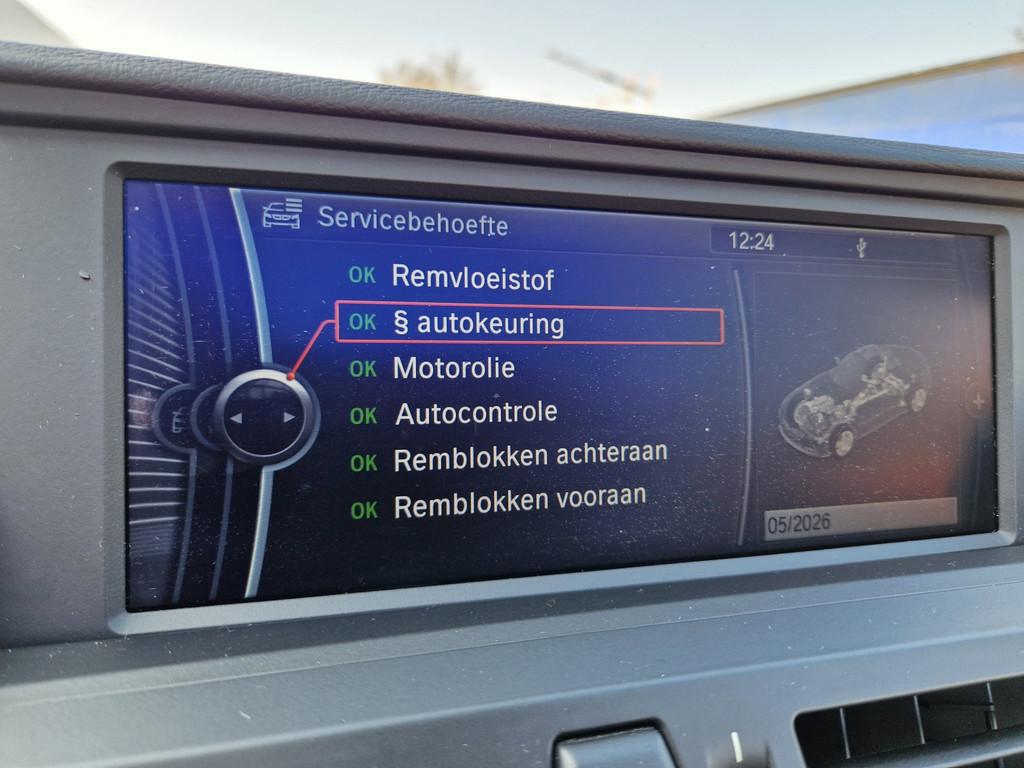 Servicebehoefte
12:24
OK Remvloeistof
OK § autokeuring
OK Motorolie
OK Autocontrole
OK Remblokken achteraan
OK Remblokken vooraan
05/2026